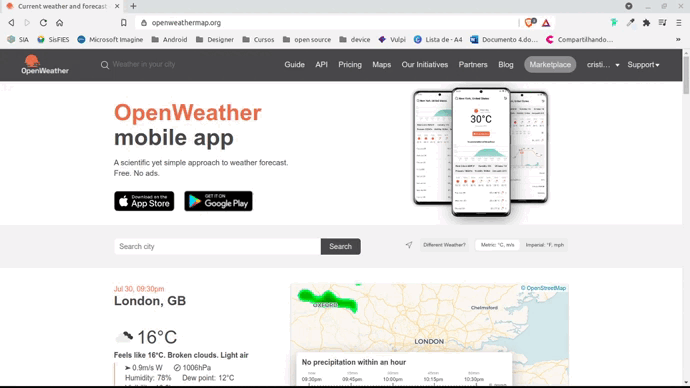 Current weather and forecast
openweathermap.org
SIA
SisFIES
Microsoft Imagine
Android
Designer
Cursos
open source
device
Vulpi
Lista de - A4
Documento 4.do...
Compartilhando...
OpenWeather
Weather in your city
Guide
API
Pricing
Maps
Our Initiatives
Partners
Blog
Marketplace
cristi...
Support
OpenWeather
mobile app
A scientific yet simple approach to weather forecast.
Free. No ads.
Download on the
App Store
GET IT ON
Google Play
30°C
Search city
Search
Different Weather?
Metric: °C, m/s
Imperial: °F, mph
Jul 30, 09:30pm
London, GB
16°C
Feels like 16°C. Broken clouds. Light air
0.9m/s W
1006hPa
Humidity: 78%
Dew point: 12°C
© OpenStreetMap
OXFORD
Chelmsford
LONDON
No precipitation within an hour
now
09:45pm
10:00pm
10:15pm
10:30pm
09:30pm